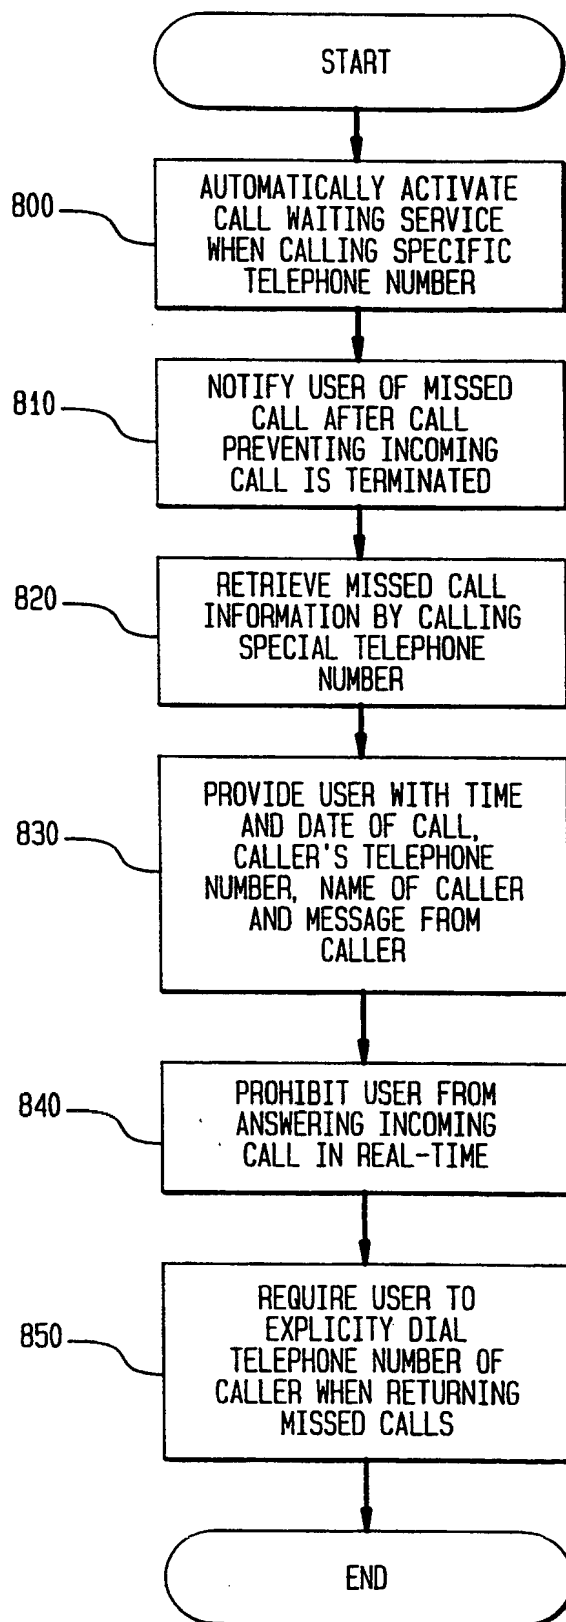 START
800
AUTOMATICALLY ACTIVATE
CALL WAITING SERVICE
WHEN CALLING SPECIFIC
TELEPHONE NUMBER
810
NOTIFY USER OF MISSED
CALL AFTER CALL
PREVENTING INCOMING
CALL IS TERMINATED
820
RETRIEVE MISSED CALL
INFORMATION BY CALLING
SPECIAL TELEPHONE
NUMBER
830
PROVIDE USER WITH TIME
AND DATE OF CALL,
CALLER'S TELEPHONE
NUMBER, NAME OF CALLER
AND MESSAGE FROM
CALLER
840
PROHIBIT USER FROM
ANSWERING INCOMING
CALL IN REAL-TIME
850
REQUIRE USER TO
EXPLICITY DIAL
TELEPHONE NUMBER OF
CALLER WHEN RETURNING
MISSED CALLS
END